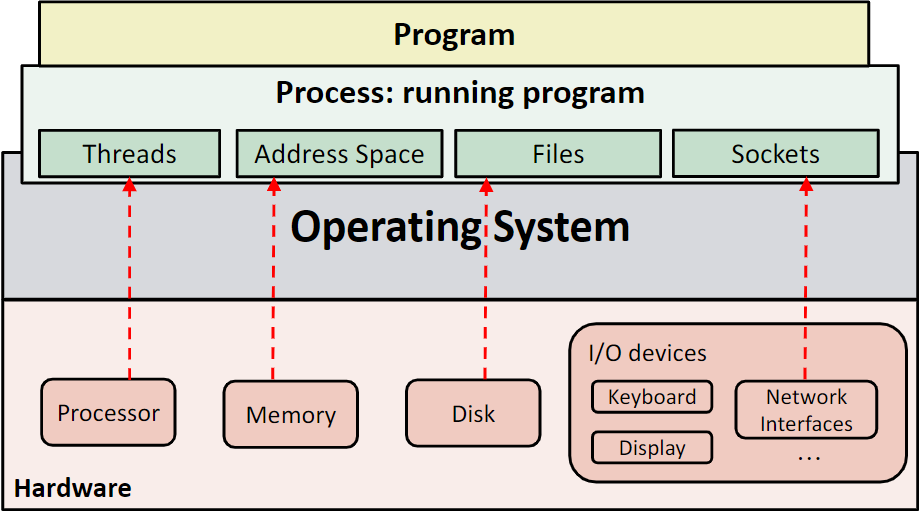 Program
Process: running program
Threads
Address Space
Files
Sockets
Operating System
I/O devices
Processor
Memory
Disk
Keyboard
Network
Interfaces
Display
...
Hardware